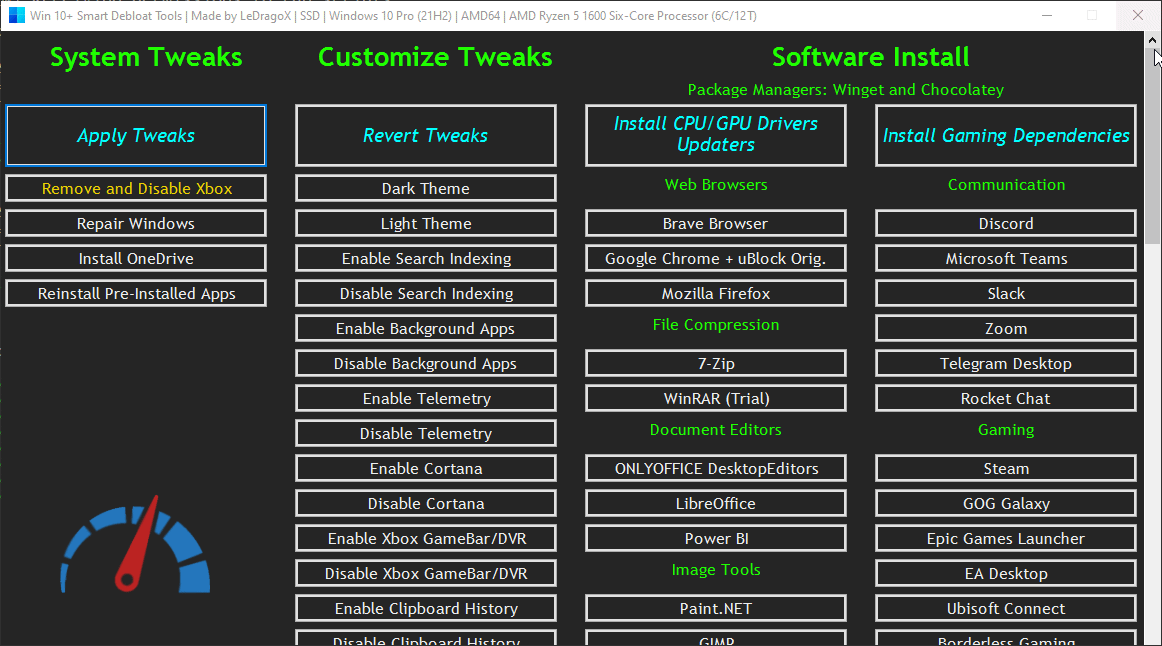 Win 10+ Smart Debloat Tools | Made by LeDragoX | SSD | Windows 10 Pro (21H2) | AMD64 | AMD Ryzen 5 1600 Six-Core Processor (6C/12T)
System Tweaks
Apply Tweaks
Remove and Disable Xbox
Repair Windows
Install OneDrive
Reinstall Pre-Installed Apps
Customize Tweaks
Revert Tweaks
Dark Theme
Light Theme
Enable Search Indexing
Disable Search Indexing
Enable Background Apps
Disable Background Apps
Enable Telemetry
Disable Telemetry
Enable Cortana
Disable Cortana
Enable Xbox GameBar/DVR
Disable Xbox GameBar/DVR
Enable Clipboard History
Disable Clipboard History
Software Install
Package Managers: Winget and Chocolatey
Install CPU/GPU Drivers
Updaters
Web Browsers
Brave Browser
Google Chrome + uBlock Orig.
Mozilla Firefox
File Compression
7-Zip
WinRAR (Trial)
Document Editors
ONLYOFFICE DesktopEditors
LibreOffice
Power BI
Image Tools
Paint.NET
GIMP
Install Gaming Dependencies
Communication
Discord
Microsoft Teams
Slack
Zoom
Telegram Desktop
Rocket Chat
Gaming
Steam
GOG Galaxy
Epic Games Launcher
EA Desktop
Ubisoft Connect
Borderless Gaming